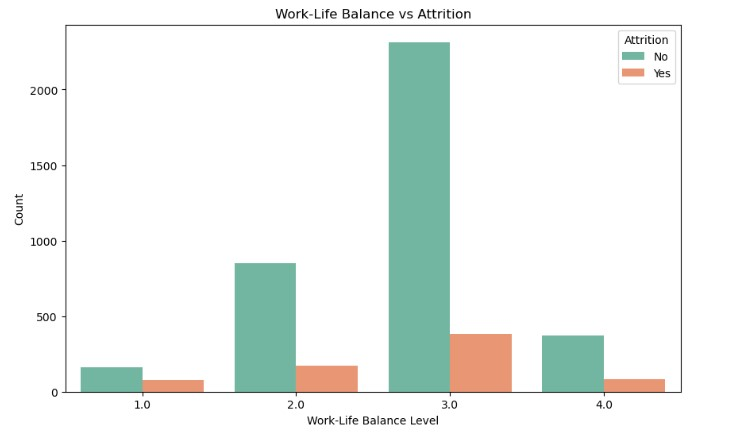 Work-Life Balance vs Attrition
Attrition
No
Yes
2000
1500
1000
500
0
Count
1.0 2.0 3.0 4.0
Work-Life Balance Level